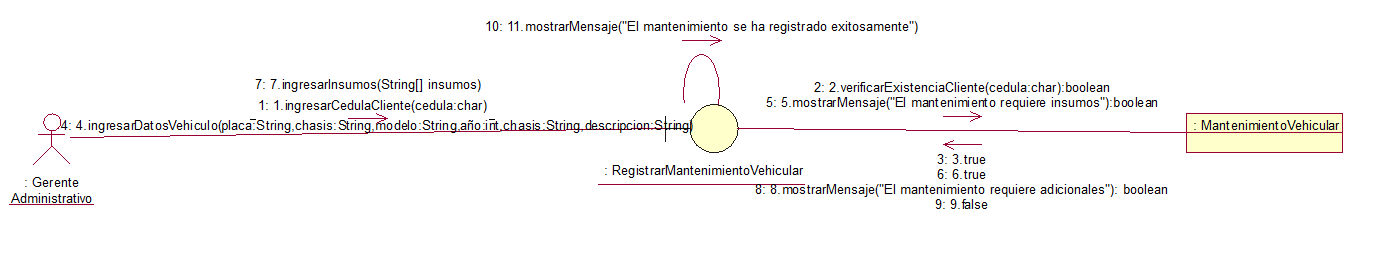 10: 11.mostrarMensaje("El mantenimiento se ha registrado exitosamente")
7: 7.ingresarInsumos(String[] insumos)
1: 1.ingresarCedulaCliente(cedula:char)
4: 4.ingresarDatosVehiculo(placa:String,chasis:String,modelo:String,año:int,chasis:String,descripcion:String)
2: 2.verificarExistenciaCliente(cedula:char):boolean
5: 5.mostrarMensaje("El mantenimiento requiere insumos"):boolean
: MantenimientoVehicular
3: 3.true
6: 6.true
8: 8.mostrarMensaje("El mantenimiento requiere adicionales"): boolean
9: 9.false
: RegistrarMantenimientoVehicular
: Gerente
Administrativo